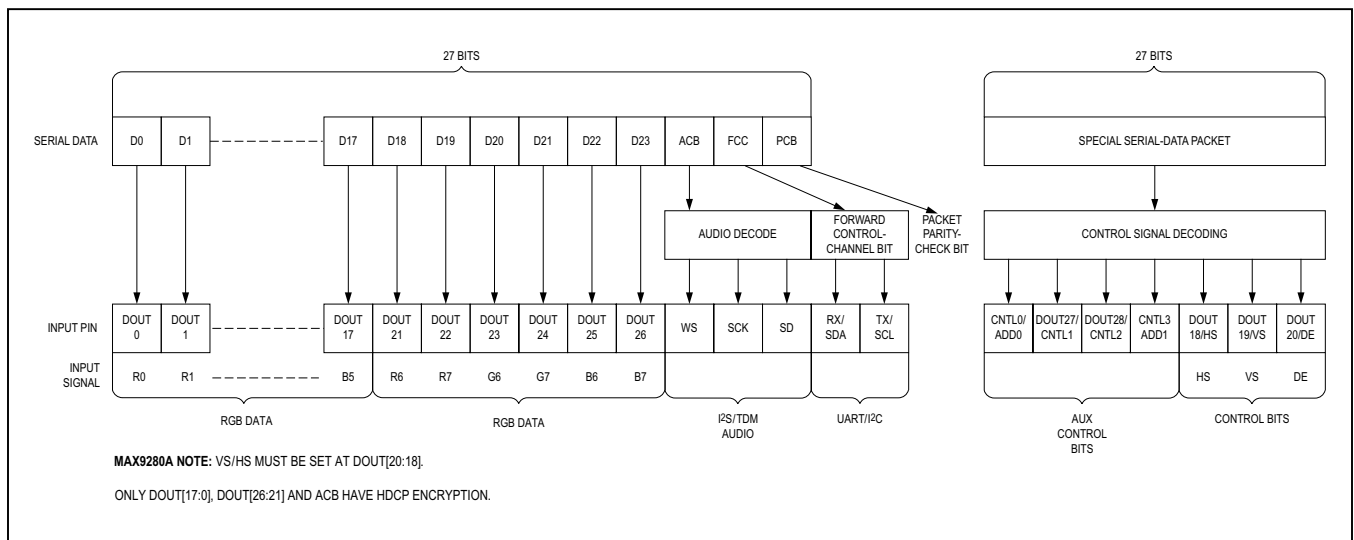 27 BITS 27 BITS
SERIAL DATA D0 D1 D17 D18 D19 D20 D21 D22 D23 ACB FCC PCB SPECIAL SERIAL-DATA PACKET
AUDIO DECODE FORWARD CONTROL-CHANNEL BIT PACKET PARITY-CHECK BIT CONTROL SIGNAL DECODING
INPUT PIN DOUT 0 DOUT 1 DOUT 17 DOUT 21 DOUT 22 DOUT 23 DOUT 24 DOUT 25 DOUT 26 WS SCK SD RX/SDA TX/SCL CNTL0/ADD0 DOUT27/CNTL1 DOUT28/CNTL2 CNTL3 ADD1 DOUT 18/HS DOUT 19/VS DOUT 20/DE
INPUT SIGNAL R0 R1 B5 R6 R7 G6 G7 B6 B7 HS VS DE
RGB DATA RGB DATA I2S/TDM AUDIO UART/I2C AUX CONTROL BITS CONTROL BITS
MAX9280A NOTE: VS/HS MUST BE SET AT DOUT[20:18].
ONLY DOUT[17:0], DOUT[26:21] AND ACB HAVE HDCP ENCRYPTION.